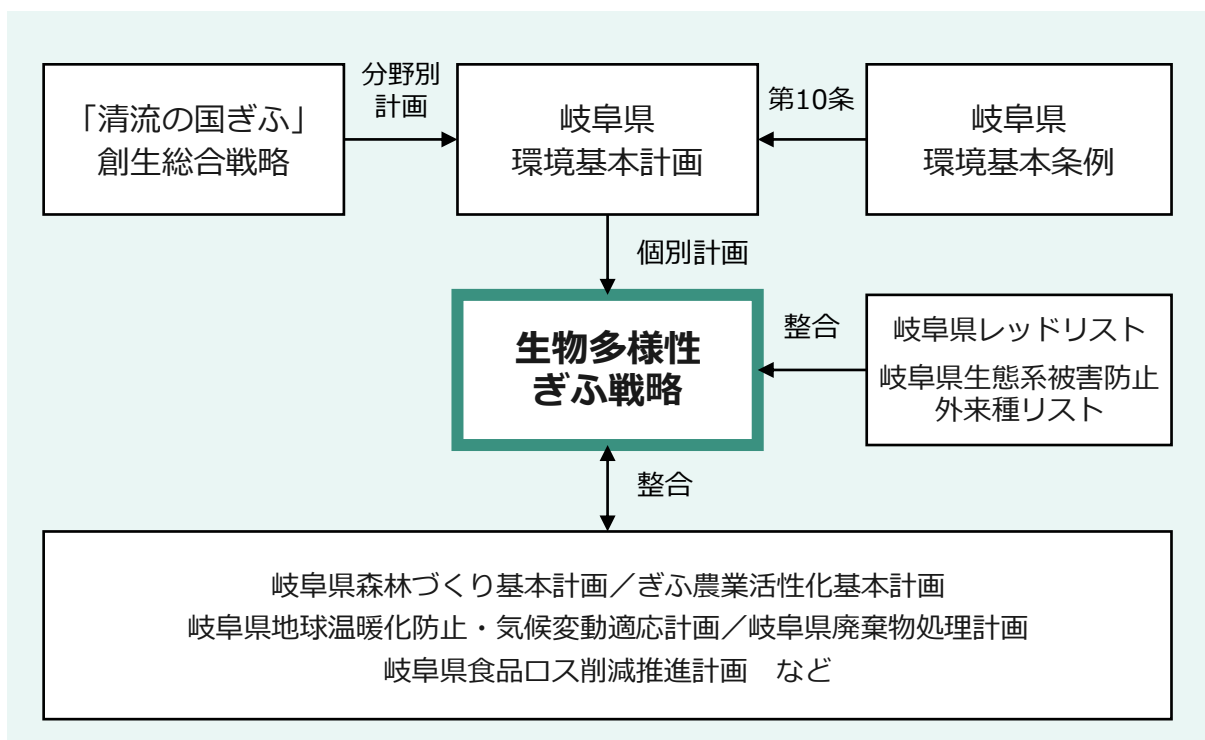 「清流の国ぎふ」
創生総合戦略
分野別
計画
岐阜県
環境基本計画
第10条
岐阜県
環境基本条例
個別計画
生物多様性
ぎふ戦略
整合
岐阜県レッドリスト
岐阜県生態系被害防止
外来種リスト
整合
岐阜県森林づくり基本計画／ぎふ農業活性化基本計画
岐阜県地球温暖化防止・気候変動適応計画／岐阜県廃棄物処理計画
岐阜県食品ロス削減推進計画　など